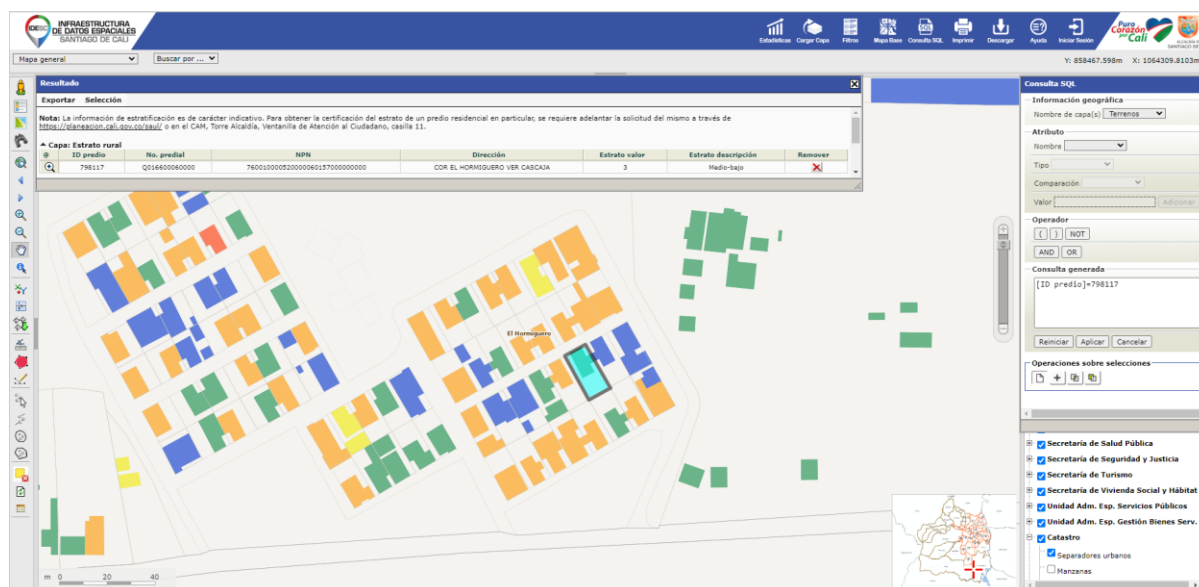 IDESC
INFRAESTRUCTURA
DE DATOS ESPACIALES
SANTIAGO DE CALI
Estadísticas Cargar Capa Filtros Mapa Base Consulta SQL Imprimir Descargar Ayuda Iniciar Sesión
Puro
Corazón
por Cali
ALCALDÍA DE
SANTIAGO DE
Mapa general Buscar por ... Y: 858467.598m X: 1064309.8103m
Resultado
Exportar Selección
Nota: La información de estratificación es de carácter indicativo. Para obtener la certificación del estrato de un predio residencial en particular, se requiere adelantar la solicitud del mismo a través de
https://planeacion.cali.gov.co/saul/ o en el CAM, Torre Alcaldía, Ventanilla de Atención al Ciudadano, casilla 11.
Capa: Estrato rural
ID predio No. predial NPN Dirección Estrato valor Estrato descripción Remover
798117 Q016600060000 COR EL HORMIGUERO VER CASCAJA 3 Medio-bajo
El Hormiguero
m 0 20 40
Consulta SQL
Información geográfica
Nombre de capa(s) Terrenos
Atributo
Nombre
Tipo
Comparación
Valor Adicionar
Operador
( ) NOT
AND OR
Consulta generada
[ID predio]=798117
Reiniciar Aplicar Cancelar
Operaciones sobre selecciones
Secretaría de Salud Pública
Secretaría de Seguridad y Justicia
Secretaría de Turismo
Secretaría de Vivienda Social y Hábitat
Unidad Adm. Esp. Servicios Públicos
Unidad Adm. Esp. Gestión Bienes Serv.
Catastro
Separadores urbanos
Manzanas